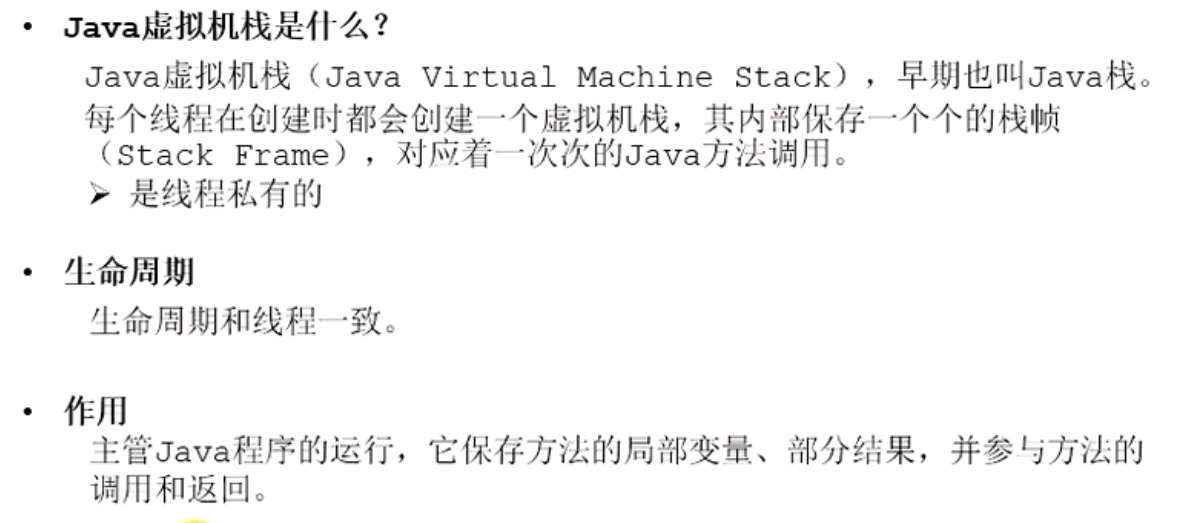 • Java虚拟机栈是什么？
Java虚拟机栈（Java Virtual Machine Stack），早期也叫Java栈。
每个线程在创建时都会创建一个虚拟机栈，其内部保存一个个的栈帧
（Stack Frame），对应着一次次的Java方法调用。
➢ 是线程私有的
• 生命周期
生命周期和线程一致。
• 作用
主管Java程序的运行，它保存方法的局部变量、部分结果，并参与方法的
调用和返回。